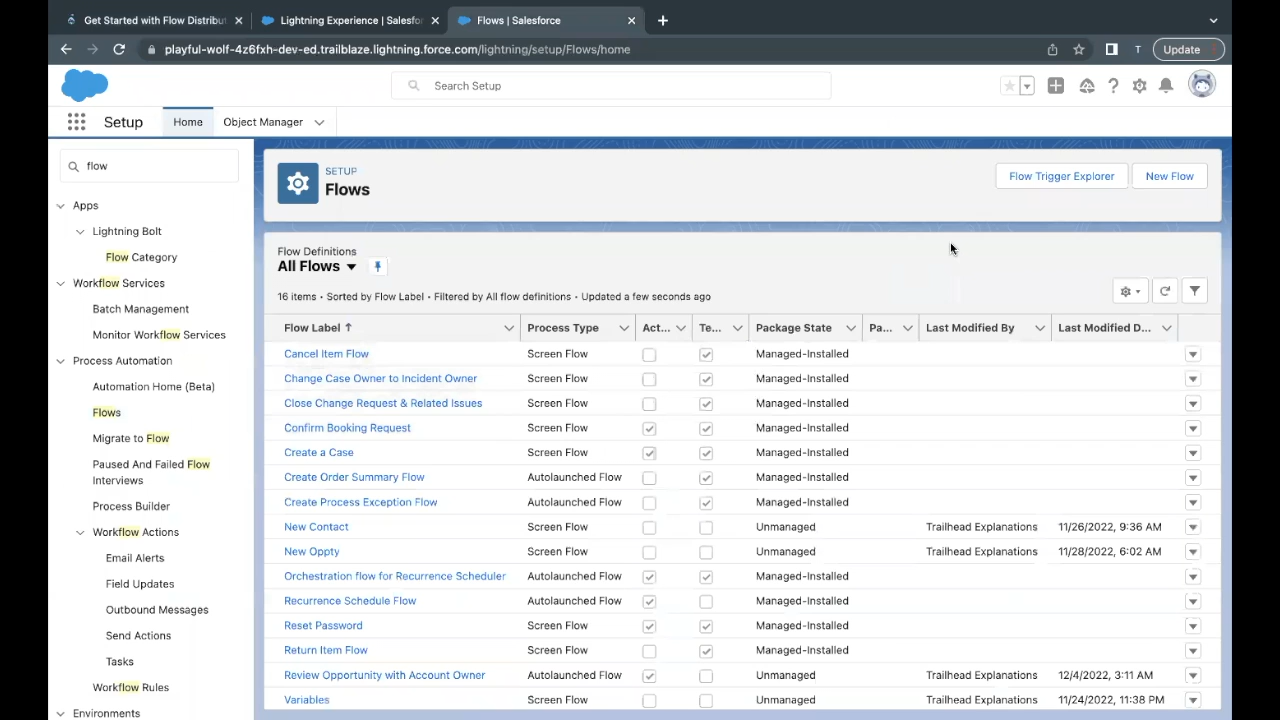 Get Started with Flow Distribut
Lightning Experience | Salesfor
Flows | Salesforce
playful-wolf-4z6fxh-dev-ed.trailblaze.lightning.force.com/lightning/setup/Flows/home
T
Update
Search Setup
Setup
Home
Object Manager
flow
Apps
Lightning Bolt
Flow Category
Workflow Services
Batch Management
Monitor Workflow Services
Process Automation
Automation Home (Beta)
Flows
Migrate to Flow
Paused And Failed Flow
Interviews
Process Builder
Workflow Actions
Email Alerts
Field Updates
Outbound Messages
Send Actions
Tasks
Workflow Rules
Environments
SETUP
Flows
Flow Trigger Explorer
New Flow
Flow Definitions
All Flows
16 items • Sorted by Flow Label • Filtered by All flow definitions • Updated a few seconds ago
Flow Label ↑ Process Type Act... Te... Package State Pa... Last Modified By Last Modified D...
Cancel Item Flow Screen Flow Managed-Installed
Change Case Owner to Incident Owner Screen Flow Managed-Installed
Close Change Request & Related Issues Screen Flow Managed-Installed
Confirm Booking Request Screen Flow Managed-Installed
Create a Case Screen Flow Managed-Installed
Create Order Summary Flow Autolaunched Flow Managed-Installed
Create Process Exception Flow Autolaunched Flow Managed-Installed
New Contact Screen Flow Unmanaged Trailhead Explanations 11/26/2022, 9:36 AM
New Oppty Screen Flow Unmanaged Trailhead Explanations 11/28/2022, 6:02 AM
Orchestration flow for Recurrence Scheduler Autolaunched Flow Managed-Installed
Recurrence Schedule Flow Autolaunched Flow Managed-Installed
Reset Password Screen Flow Managed-Installed
Return Item Flow Screen Flow Managed-Installed
Review Opportunity with Account Owner Autolaunched Flow Unmanaged Trailhead Explanations 12/4/2022, 3:11 AM
Variables Screen Flow Unmanaged Trailhead Explanations 11/24/2022, 11:38 PM